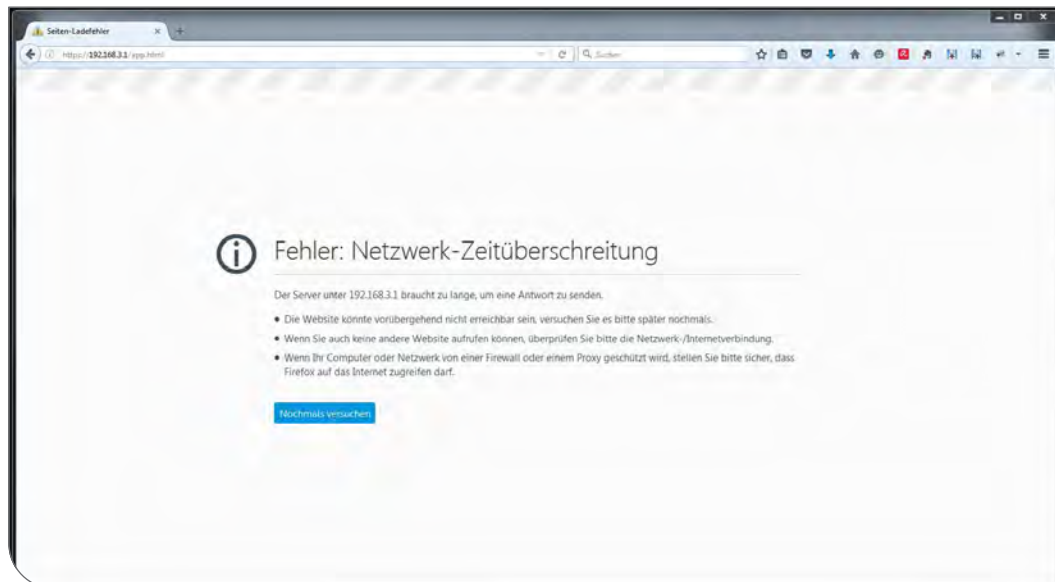 Seiten-Ladefehler
https://192.168.3.1/app.html
Suchen
Fehler: Netzwerk-Zeitüberschreitung
Der Server unter 192.168.3.1 braucht zu lange, um eine Antwort zu senden.
Die Website könnte vorübergehend nicht erreichbar sein, versuchen Sie es bitte später nochmals.
Wenn Sie auch keine andere Website aufrufen können, überprüfen Sie bitte die Netzwerk-/Internetverbindung.
Wenn Ihr Computer oder Netzwerk von einer Firewall oder einem Proxy geschützt wird, stellen Sie bitte sicher, dass
Firefox auf das Internet zugreifen darf.
Nochmals versuchen